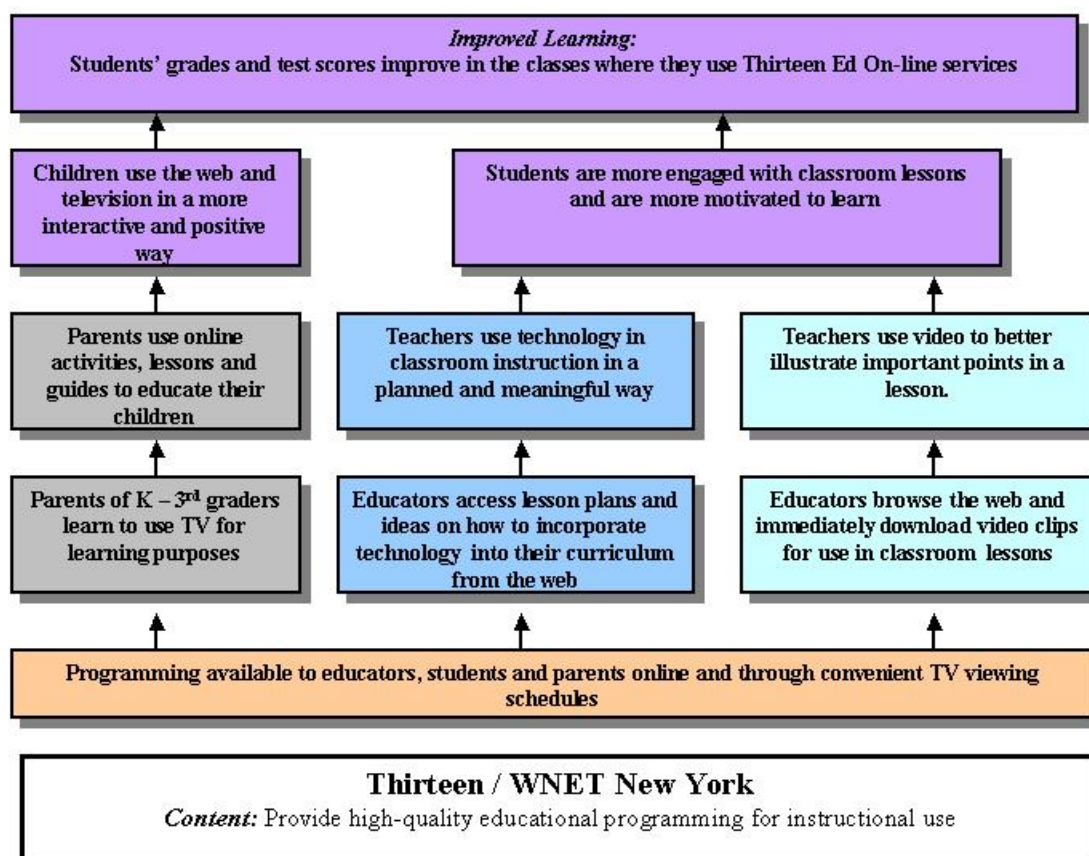 Improved Learning:
Students' grades and test scores improve in the classes where they use Thirteen Ed On-line services
Children use the web and
television in a more
interactive and positive
way
Students are more engaged with classroom lessons
and are more motivated to learn
Parents use online
activities, lessons and
guides to educate their
children
Teachers use technology in
classroom instruction in a
planned and meaningful way
Teachers use video to better
illustrate important points in a
lesson.
Parents of K – 3rd graders
learn to use TV for
learning purposes
Educators access lesson plans and
ideas on how to incorporate
technology into their curriculum
from the web
Educators browse the web and
immediately download video clips
for use in classroom lessons
Programming available to educators, students and parents online and through convenient TV viewing
schedules
Thirteen / WNET New York
Content: Provide high-quality educational programming for instructional use